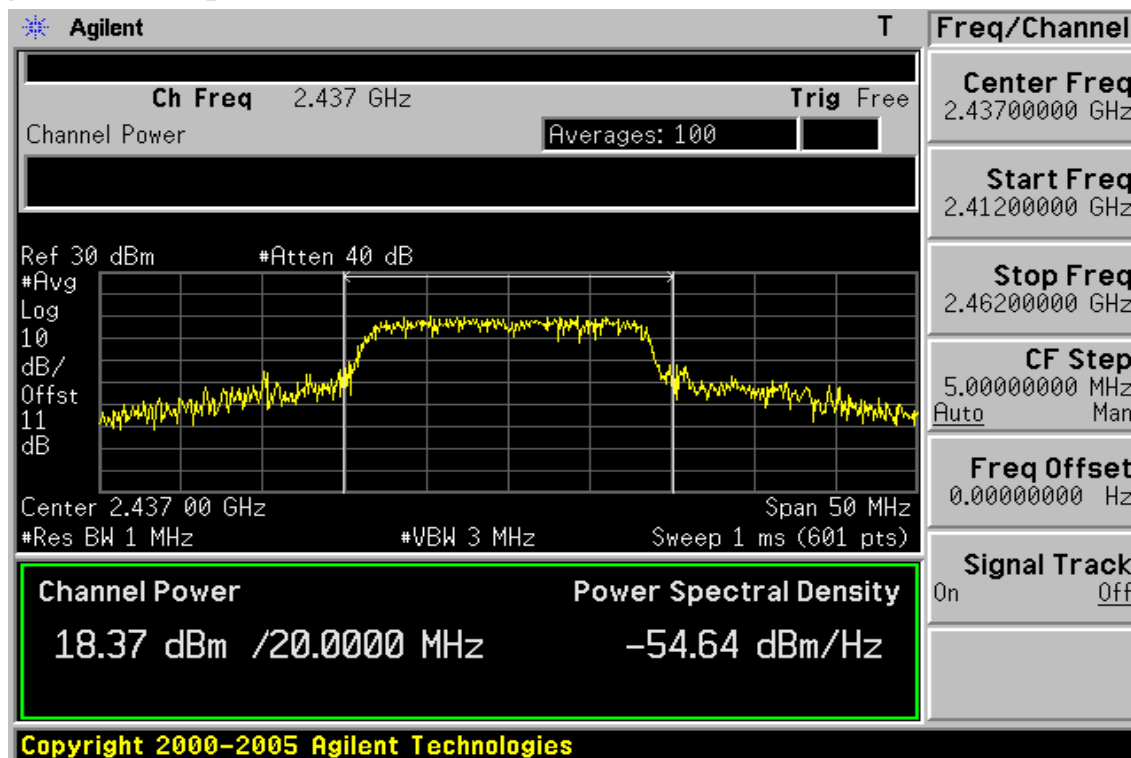 Agilent T
Freq/Channel
Ch Freq 2.437 GHz Trig Free
Channel Power Averages: 100
Ref 30 dBm #Atten 40 dB
#Avg
Log
10
dB/
Offst
11
dB
Center 2.437 00 GHz Span 50 MHz
#Res BW 1 MHz #VBW 3 MHz Sweep 1 ms (601 pts)
Channel Power Power Spectral Density
18.37 dBm /20.0000 MHz -54.64 dBm/Hz
Copyright 2000-2005 Agilent Technologies
Center Freq
2.43700000 GHz
Start Freq
2.41200000 GHz
Stop Freq
2.46200000 GHz
CF Step
5.00000000 MHz
Auto Man
Freq Offset
0.00000000 Hz
Signal Track
On Off